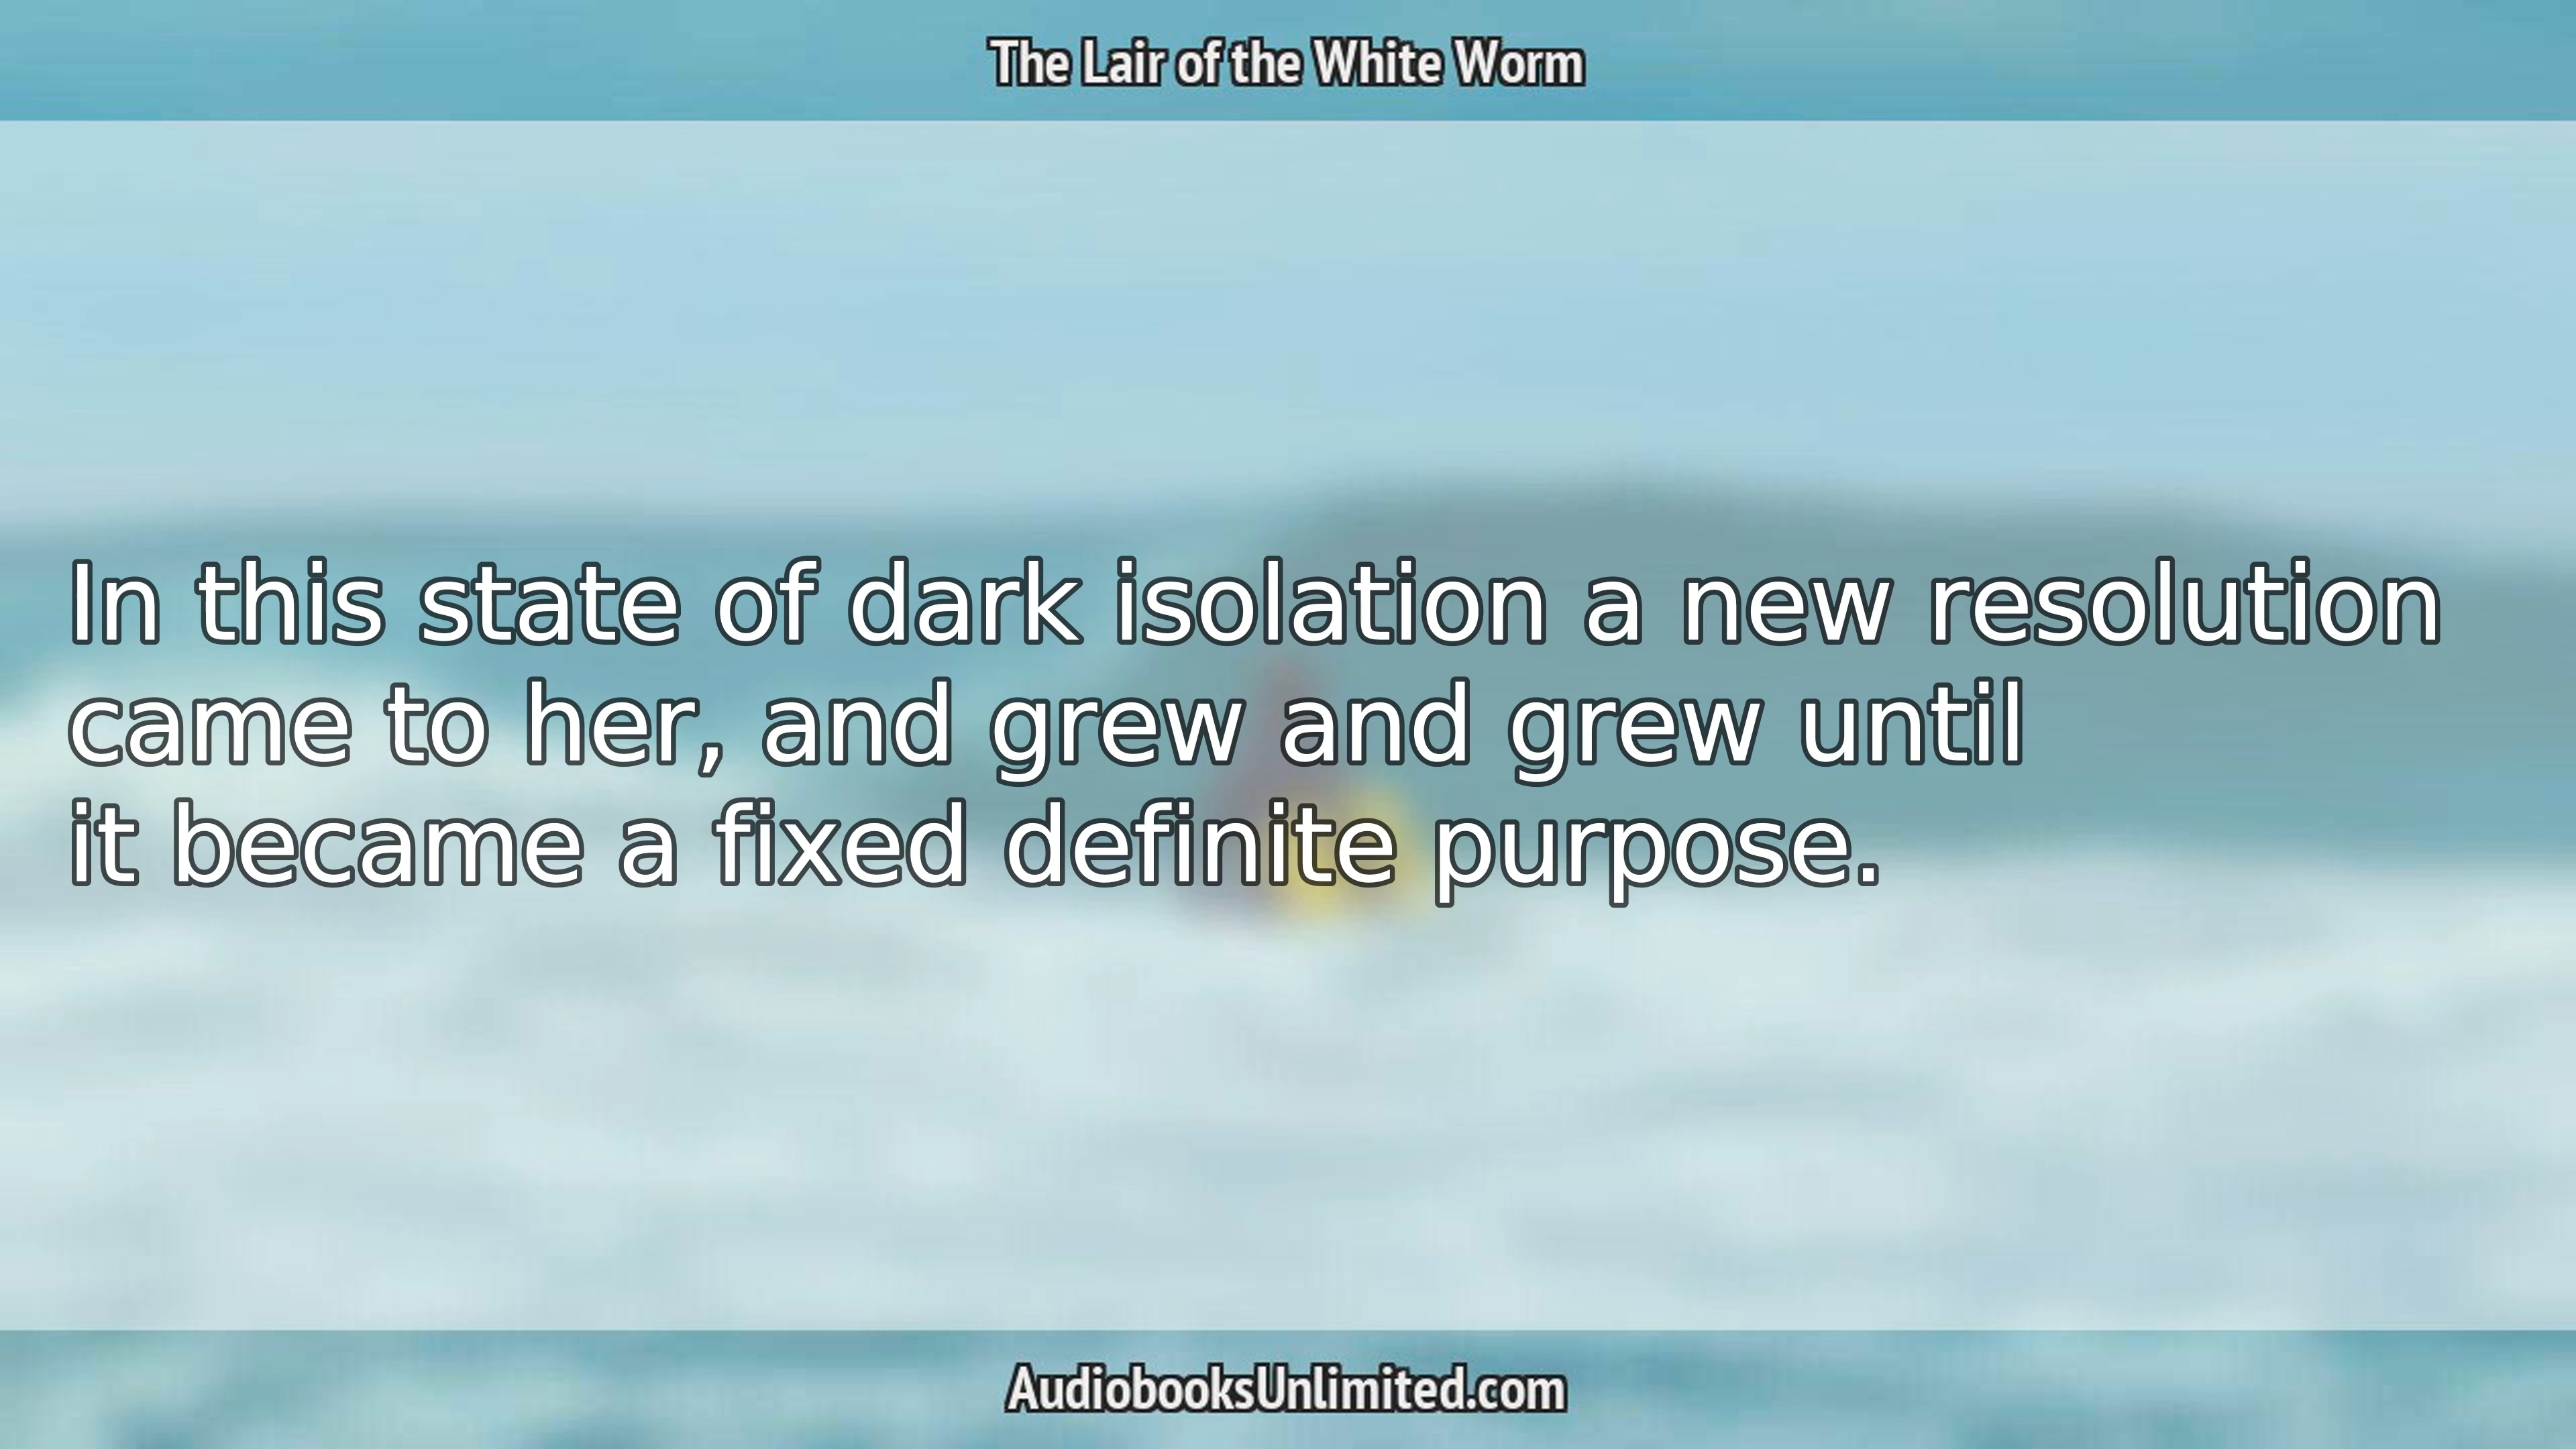 The Lair of the White Worm
In this state of dark isolation a new resolution
came to her, and grew and grew until
it became a fixed definite purpose.
AudiobooksUnlimited.com